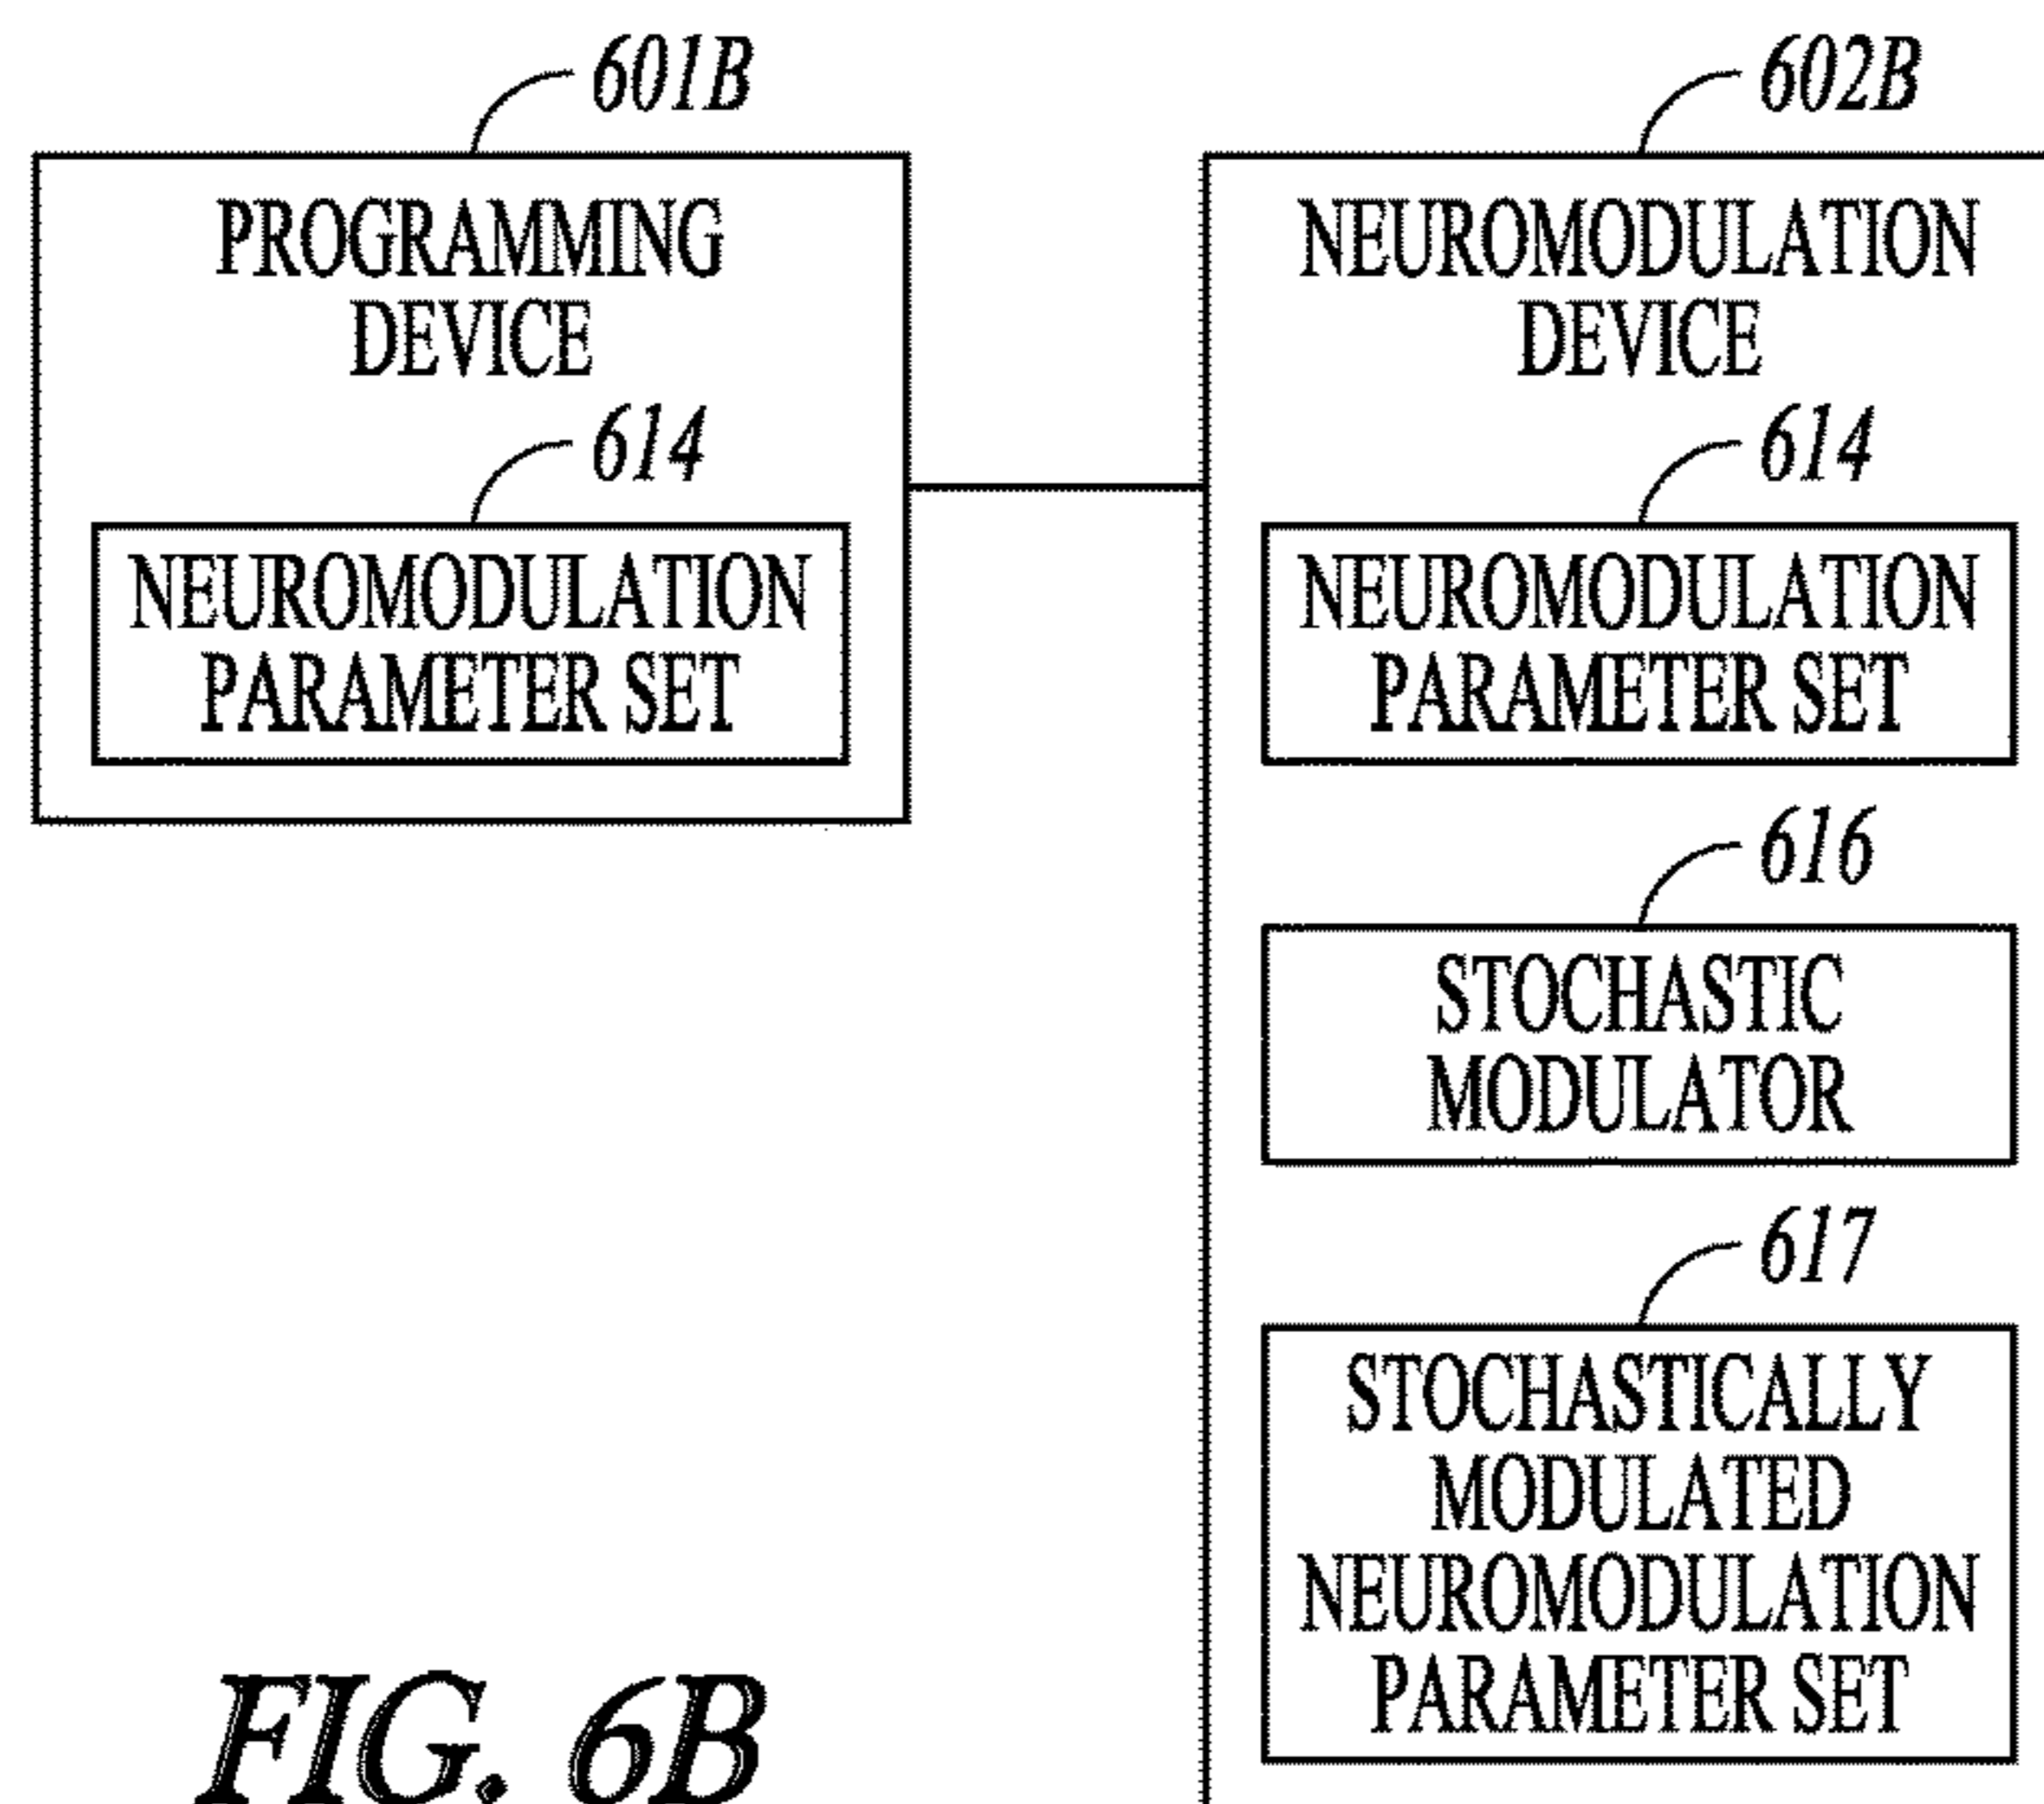 601B
PROGRAMMING
DEVICE
614
NEUROMODULATION
PARAMETER SET
602B
NEUROMODULATION
DEVICE
614
NEUROMODULATION
PARAMETER SET
616
STOCHASTIC
MODULATOR
617
STOCHASTICALLY
MODULATED
NEUROMODULATION
PARAMETER SET
FIG. 6B